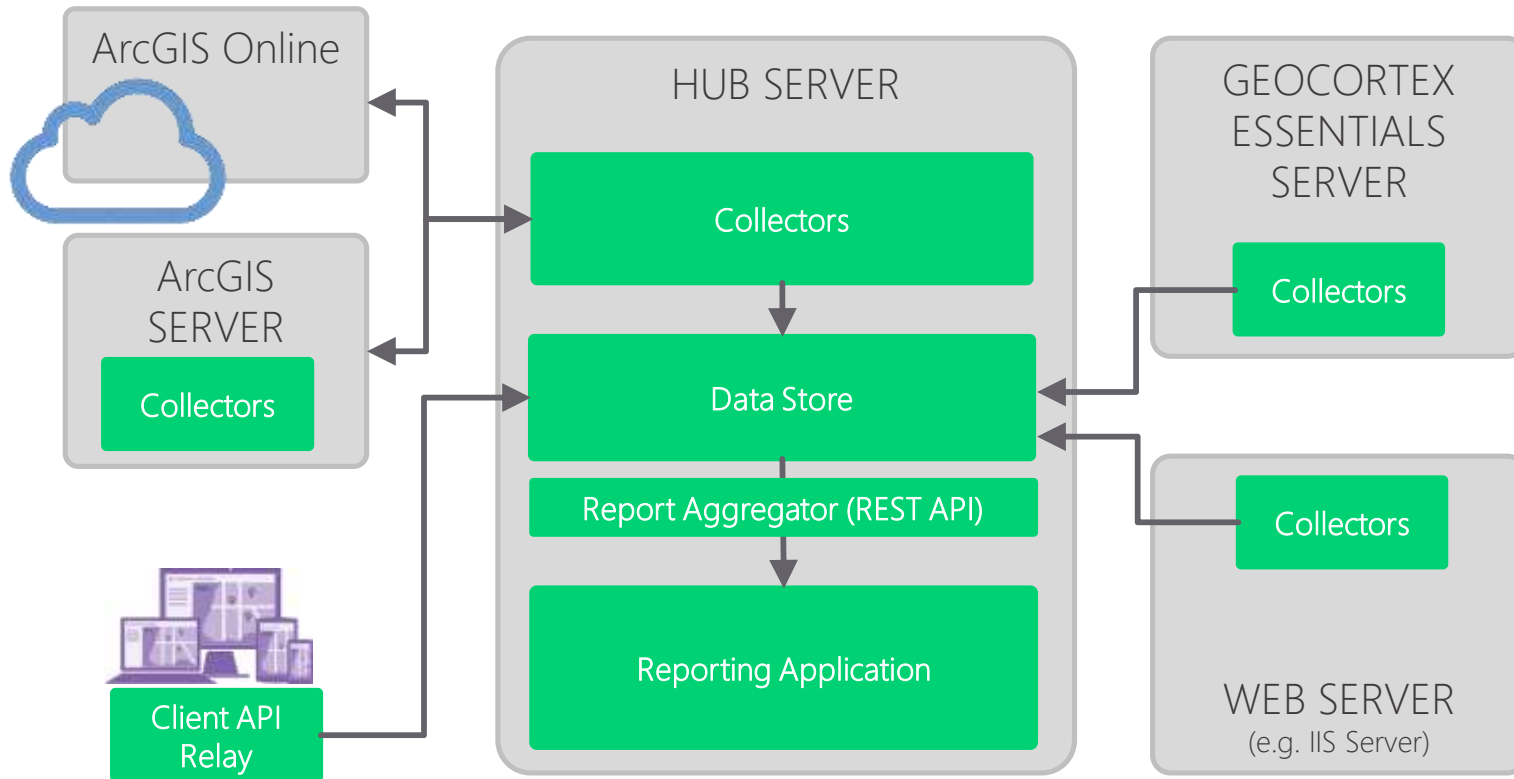 ArcGIS Online
ArcGIS
SERVER
Collectors
Client API
Relay
HUB SERVER
Collectors
Data Store
Report Aggregator (REST API)
Reporting Application
GEOCORTEX
ESSENTIALS
SERVER
Collectors
Collectors
WEB SERVER
(e.g. IIS Server)